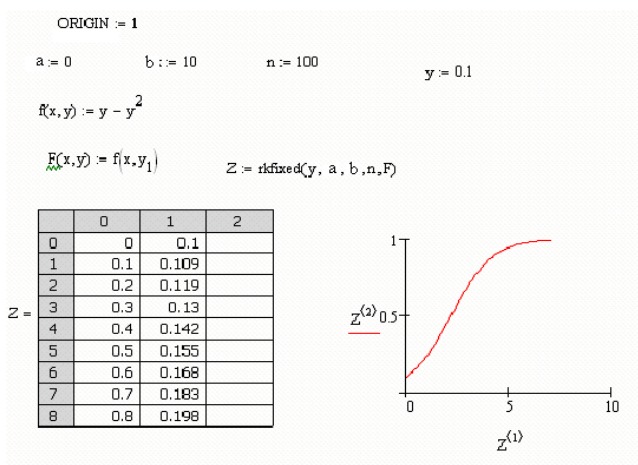 ORIGIN := 1
a := 0 b : := 10 n := 100 y := 0.1
f(x, y) := y − y²
F(x,y) := f(x, y₁) Z := rkfixed(y, a, b, n, F)
0 1 2
0 0 0.1
1 0.1 0.109
2 0.2 0.119
Z = 3 0.3 0.13
4 0.4 0.142
5 0.5 0.155
6 0.6 0.168
7 0.7 0.183
8 0.8 0.198
1
Z⟨2⟩ 0.5
0 5 10
Z⟨1⟩